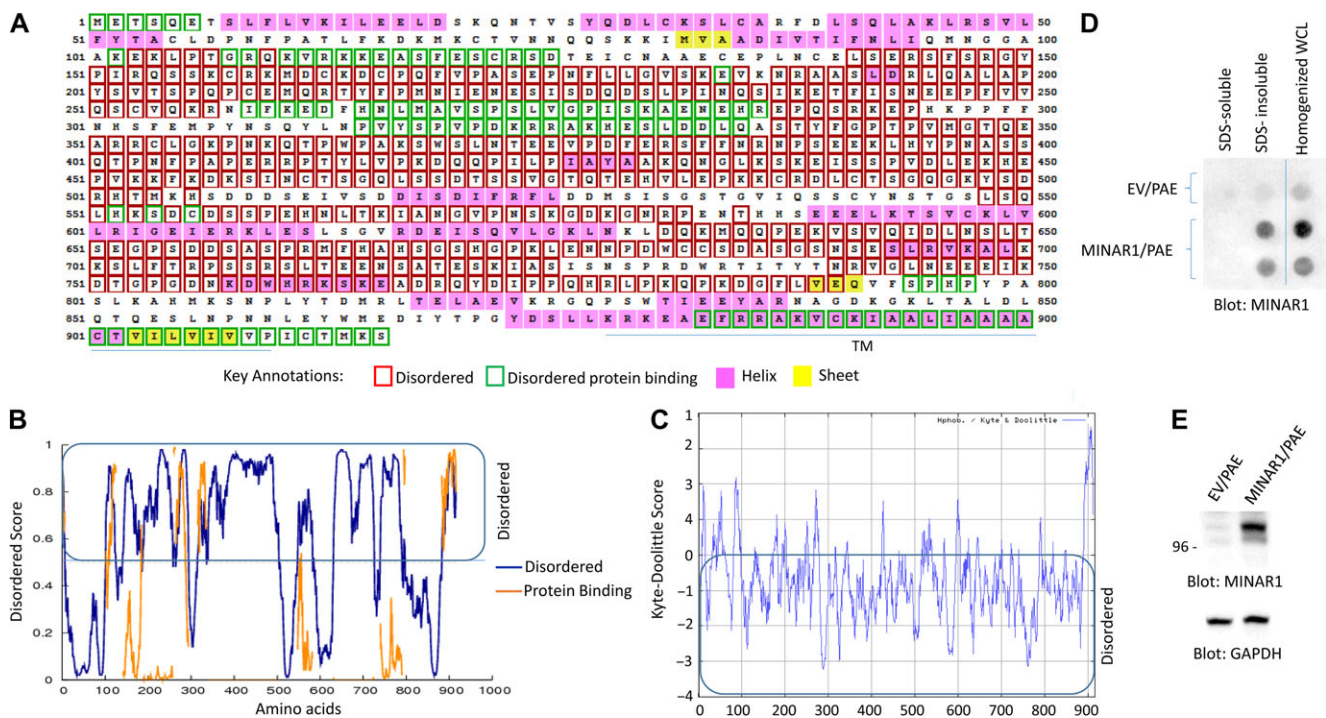 A
1 M E T S Q E T S L F L V K I L E E L D S K Q N T V S Y Q D L C K S L C A R F D L S Q L A K L R S V L 50
51 F Y T A C L D P N F P A T L F K D K M K C T V N N Q Q S K K I M V A A D I V T I F N L I Q M N G G A 100
101 A K E K L P T G R Q K V R K K E A S F E S C R S D T E I C N A A E C E P L N C E L S E R S F S R G Y 150
151 P I R Q S S K C R K M D C K D C P Q F V P A S E P N F L L G V S K E V K N R A A S L D R L Q A L A P 200
201 Y S V T S P Q P C E M Q R T Y F P M N I E N E S I S D Q D S L P I N Q S I K E T F I S N E E P F V V 250
251 Q S C V Q K R N I F K E D F H N L M A V S P S L V G P I S K A E N E H R E P Q S R K E P H K P P F F 300
301 N H S F E M P Y N S Q Y L N P V Y S P V P D K R R A K H E S L D D L Q A S T Y F G P T P V M G T Q E 350
351 A R R C L G K P N K Q T P W P A K S W S L N T E E V P D F E R S F F N R N P S E E K L 400
401 Q T P N F P A P E R R P T Y L V P K D Q Q P I L P I A Y A A K Q N G L K S K E I S S P V D L E K H E 450
451 P V K K F K D K S I N C T S G Q L S S D T S S V G T Q T E H V L E P K K C R D L C T S G Q G K Y S D 500
501 R H T M K H S D D D S E I V S D D I S D I F R F L D D M S I S G S T G V I Q S S C Y N S T G S L S Q 550
551 L H K S D C D S S P E H N L T K I A N G V P N S K G D K G N R P E N T H H S E E E L K T S V C K L V 600
601 L R I G E I E R K L E S L S G V R D E I S Q V L G K L N K L D Q K M Q Q P E K V S V Q I D L N S L T 650
651 S E G P S D D S A S P R M F H A H S G S H G P K L E N N P D W C C S D A S G S N S E S L R V K A L K 700
701 K S L F T R P S S R S L T E E N S A T E S K I A S I S N S P R D W R T I T Y T N R V G L N E E E I K 750
751 D T G P G D N K D W H R K S K E A D R Q Y D I P P Q H R L P K Q P K D G F L V E Q V F S P H P Y P A 800
801 S L K A H M K S N P L Y T D M R L T E L A E V K R G Q P S W T I E E Y A R N A G D K G K L T A L D L 850
851 Q T Q E S L N P N N L E Y W M E D I Y T P G Y D S L L K R K E A E F R R A K V C K I A A L I A A A A 900
901 C T V I L V I V V P I C T M K S
TM
Key Annotations: Disordered Disordered protein binding Helix Sheet
B
Disordered Score
1
0.8
0.6
0.4
0.2
0
0 100 200 300 400 500 600 700 800 900 1000
Amino acids
Disordered
Disordered
Protein Binding
C
Hphob. / Kyte & Doolittle
Kyte-Doolittle Score
1
2
3
4
0
−1
−2
−3
−4
0 100 200 300 400 500 600 700 800 900
Disordered
D
SDS-soluble
SDS- insoluble
Homogenized WCL
EV/PAE
MINAR1/PAE
Blot: MINAR1
E
EV/PAE
MINAR1/PAE
96 -
Blot: MINAR1
Blot: GAPDH